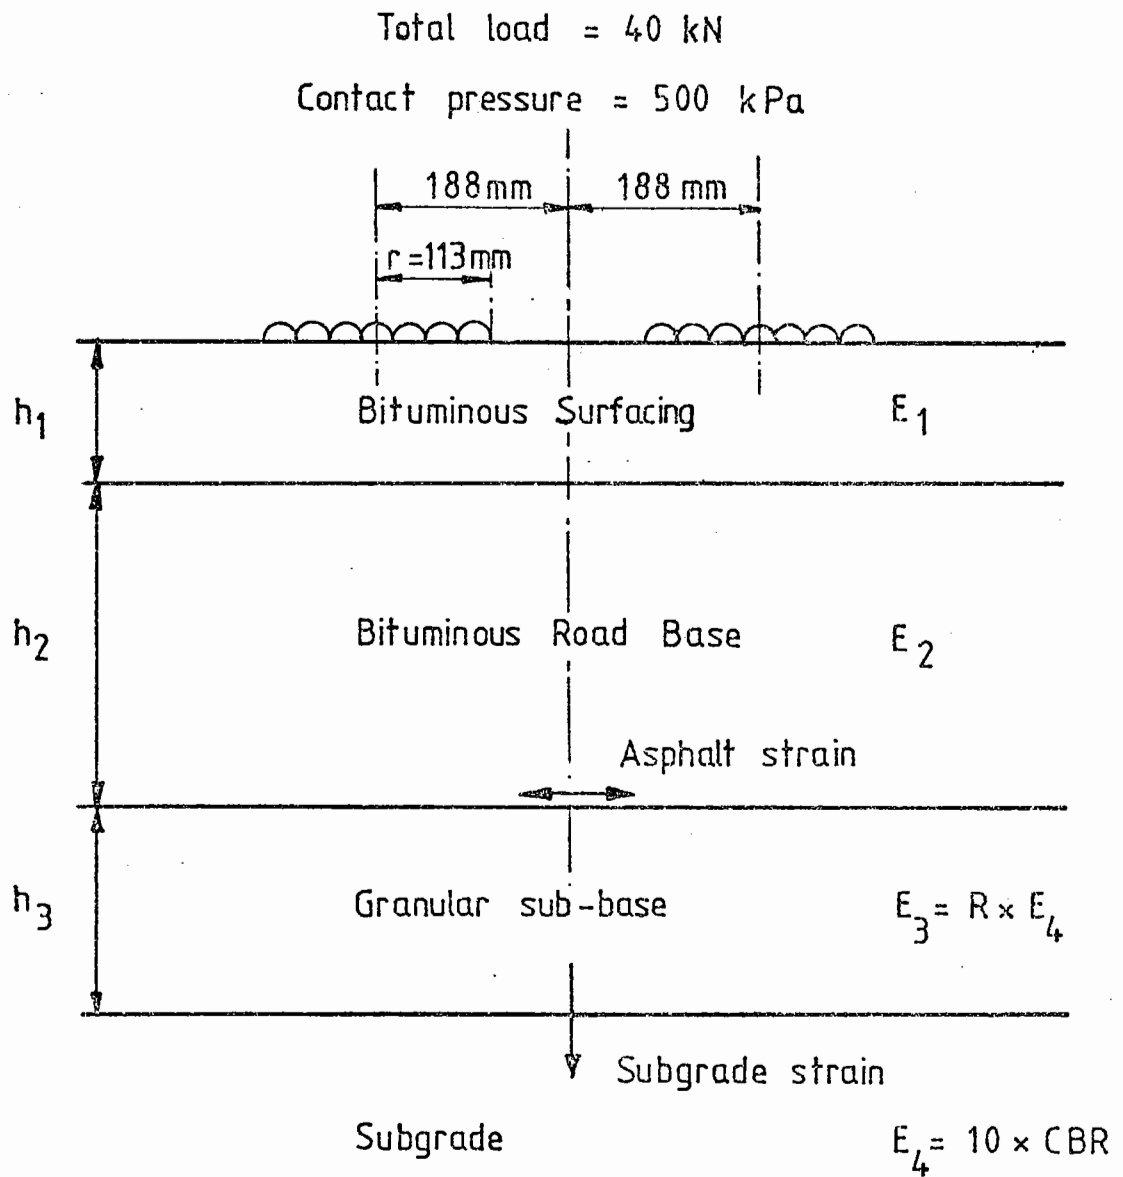 Total load = 40 kN
Contact pressure = 500 kPa
188mm
188 mm
r=113mm
h1
Bituminous Surfacing
E1
h2
Bituminous Road Base
E2
Asphalt strain
h3
Granular sub-base
E3= R× E4
Subgrade strain
Subgrade
E4= 10 × CBR